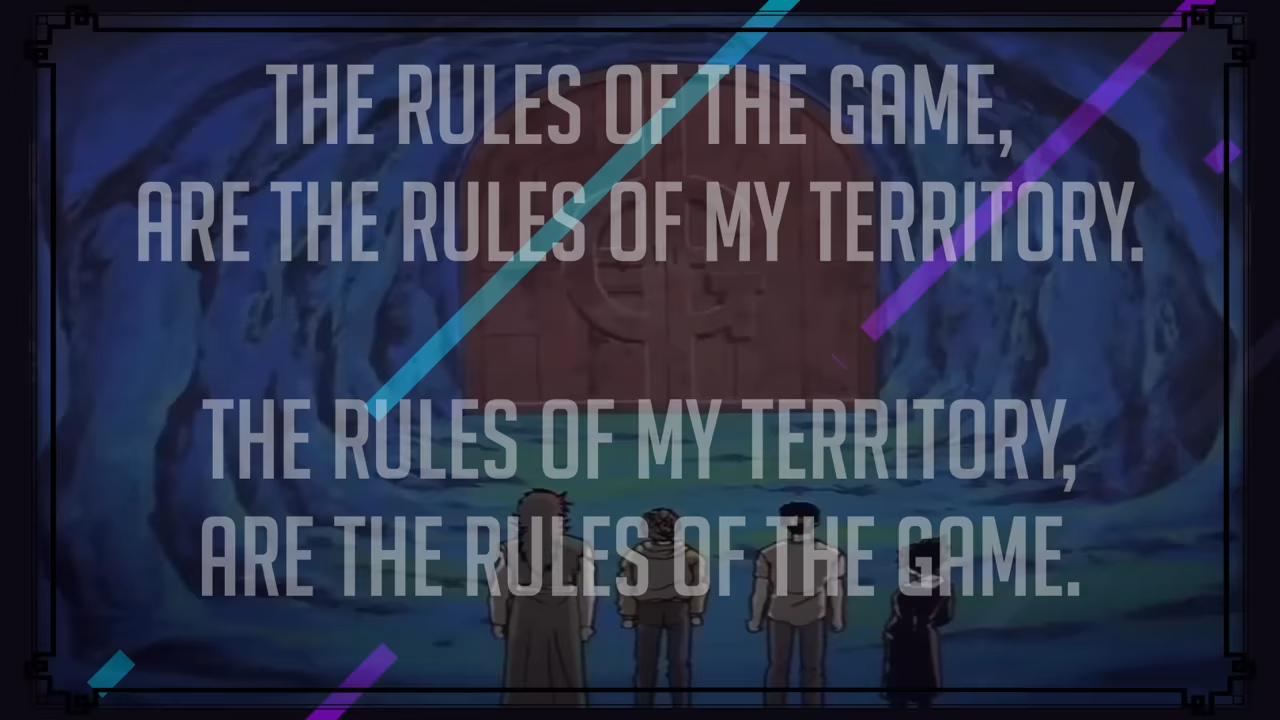 THE RULES OF THE GAME,
ARE THE RULES OF MY TERRITORY.
THE RULES OF MY TERRITORY,
ARE THE RULES OF THE GAME.